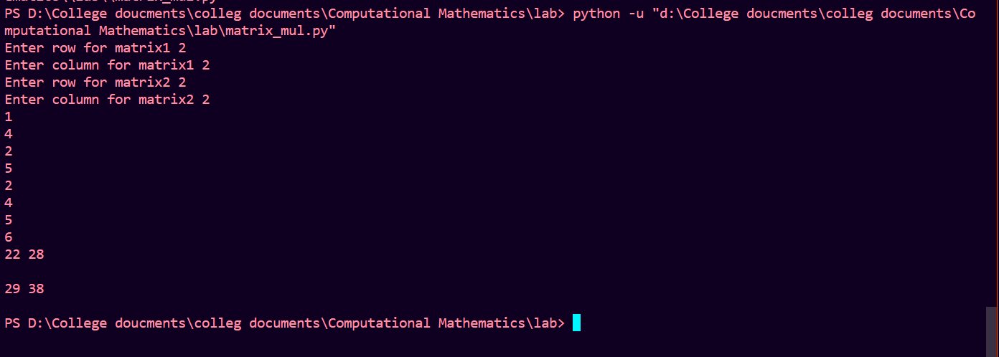 PS D:\College doucments\colleg documents\Computational Mathematics\lab> python -u "d:\College doucments\colleg documents\Co
mputational Mathematics\lab\matrix_mul.py"
Enter row for matrix1 2
Enter column for matrix1 2
Enter row for matrix2 2
Enter column for matrix2 2
1
4
2
5
2
4
5
6
22 28
29 38
PS D:\College doucments\colleg documents\Computational Mathematics\lab>